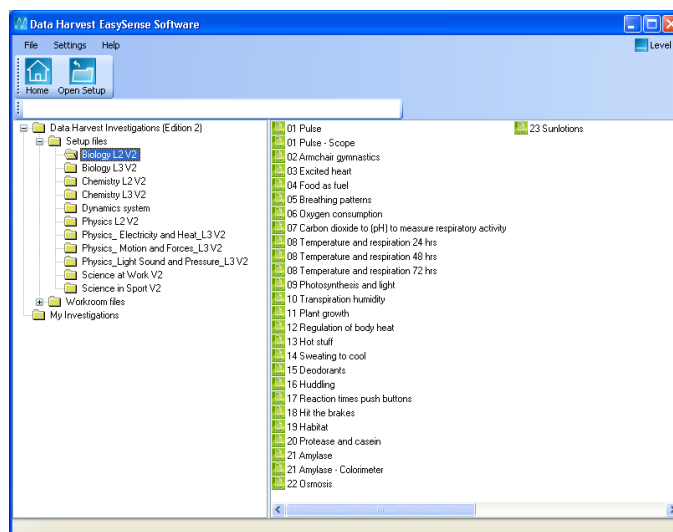 Data Harvest EasySense Software
File Settings Help
Level
Home Open Setup
Data Harvest Investigations (Edition 2)
Setup files
Biology L2 V2
Biology L3 V2
Chemistry L2 V2
Chemistry L3 V2
Dynamics system
Physics L2 V2
Physics_ Electricity and Heat_L3 V2
Physics_ Motion and Forces_L3 V2
Physics_Light Sound and Pressure_L3 V2
Science at Work V2
Science in Sport V2
Workroom files
My Investigations
01 Pulse
01 Pulse - Scope
02 Armchair gymnastics
03 Excited heart
04 Food as fuel
05 Breathing patterns
06 Oxygen consumption
07 Carbon dioxide to (pH) to measure respiratory activity
08 Temperature and respiration 24 hrs
08 Temperature and respiration 48 hrs
08 Temperature and respiration 72 hrs
09 Photosynthesis and light
10 Transpiration humidity
11 Plant growth
12 Regulation of body heat
13 Hot stuff
14 Sweating to cool
15 Deodorants
16 Huddling
17 Reaction times push buttons
18 Hit the brakes
19 Habitat
20 Protease and casein
21 Amylase
21 Amylase - Colorimeter
22 Osmosis
23 Sunlotions